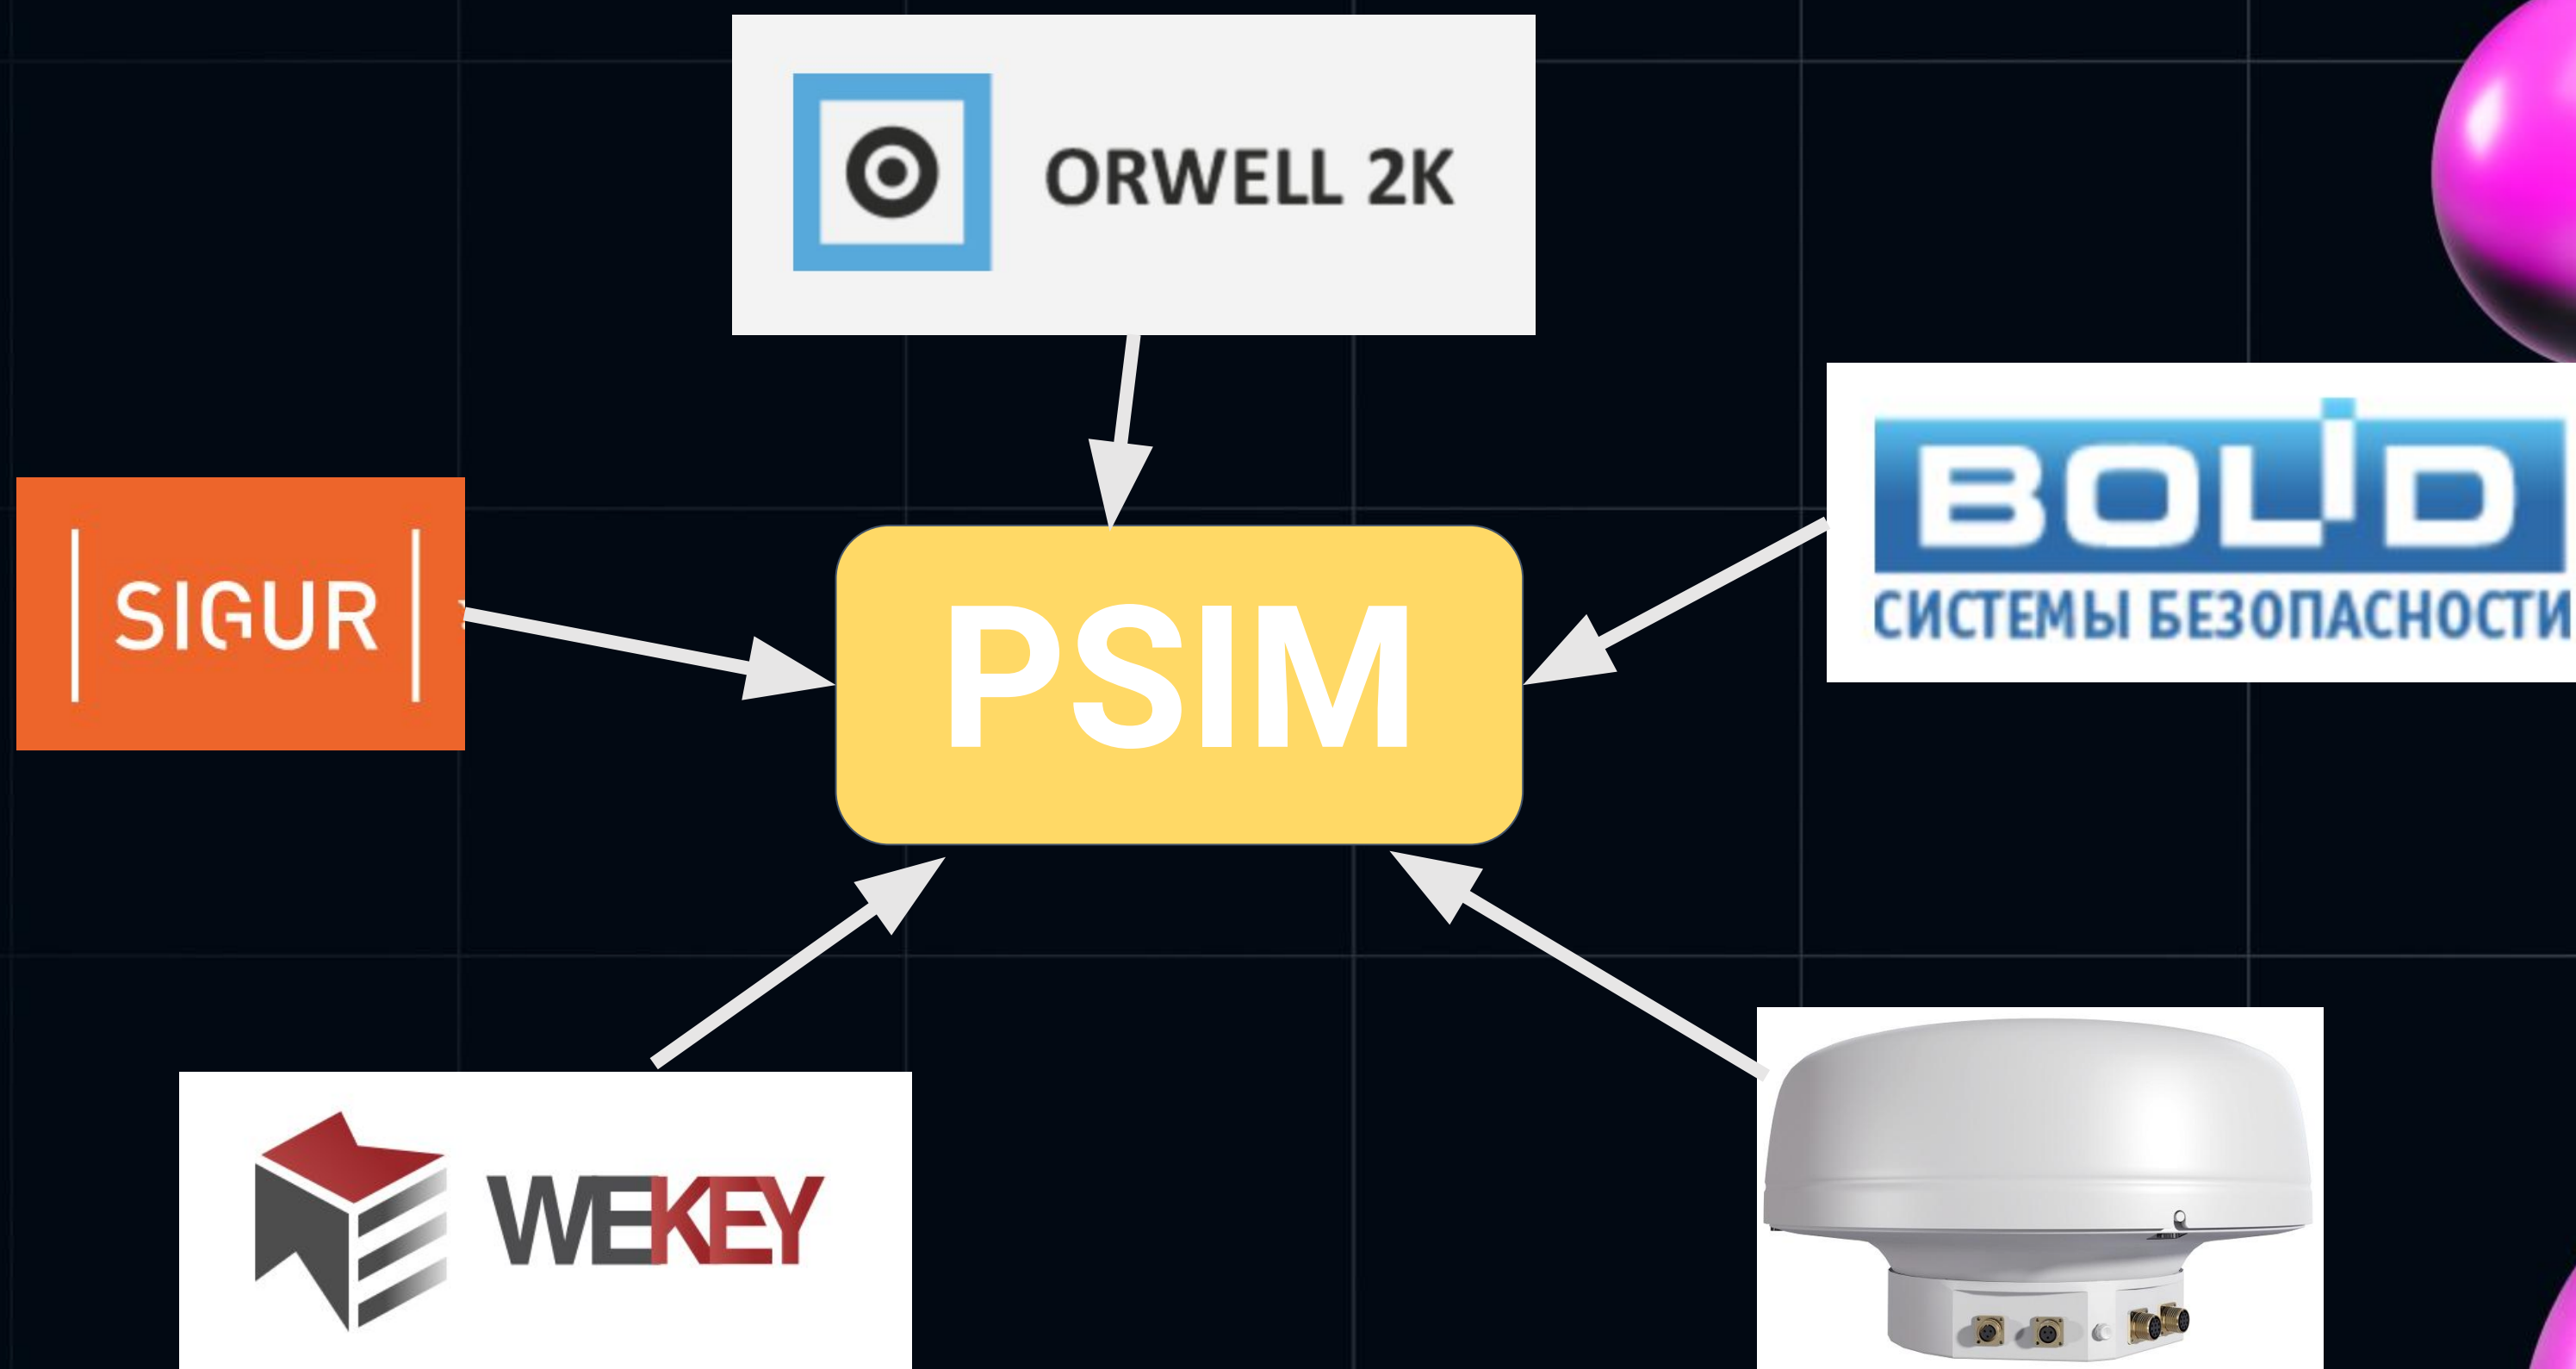 ORWELL 2K
BOLID
СИСТЕМЫ БЕЗОПАСНОСТИ
SIGUR
PSIM
WEKEY